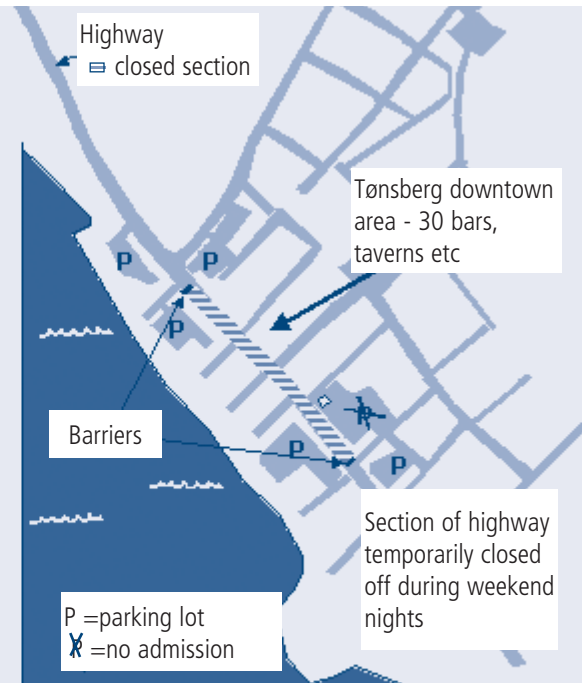 Highway
closed section
Tønsberg downtown
area - 30 bars,
taverns etc
P
P
P
Barriers
P
P
P
Section of highway
temporarily closed
off during weekend
nights
P =parking lot
P =no admission